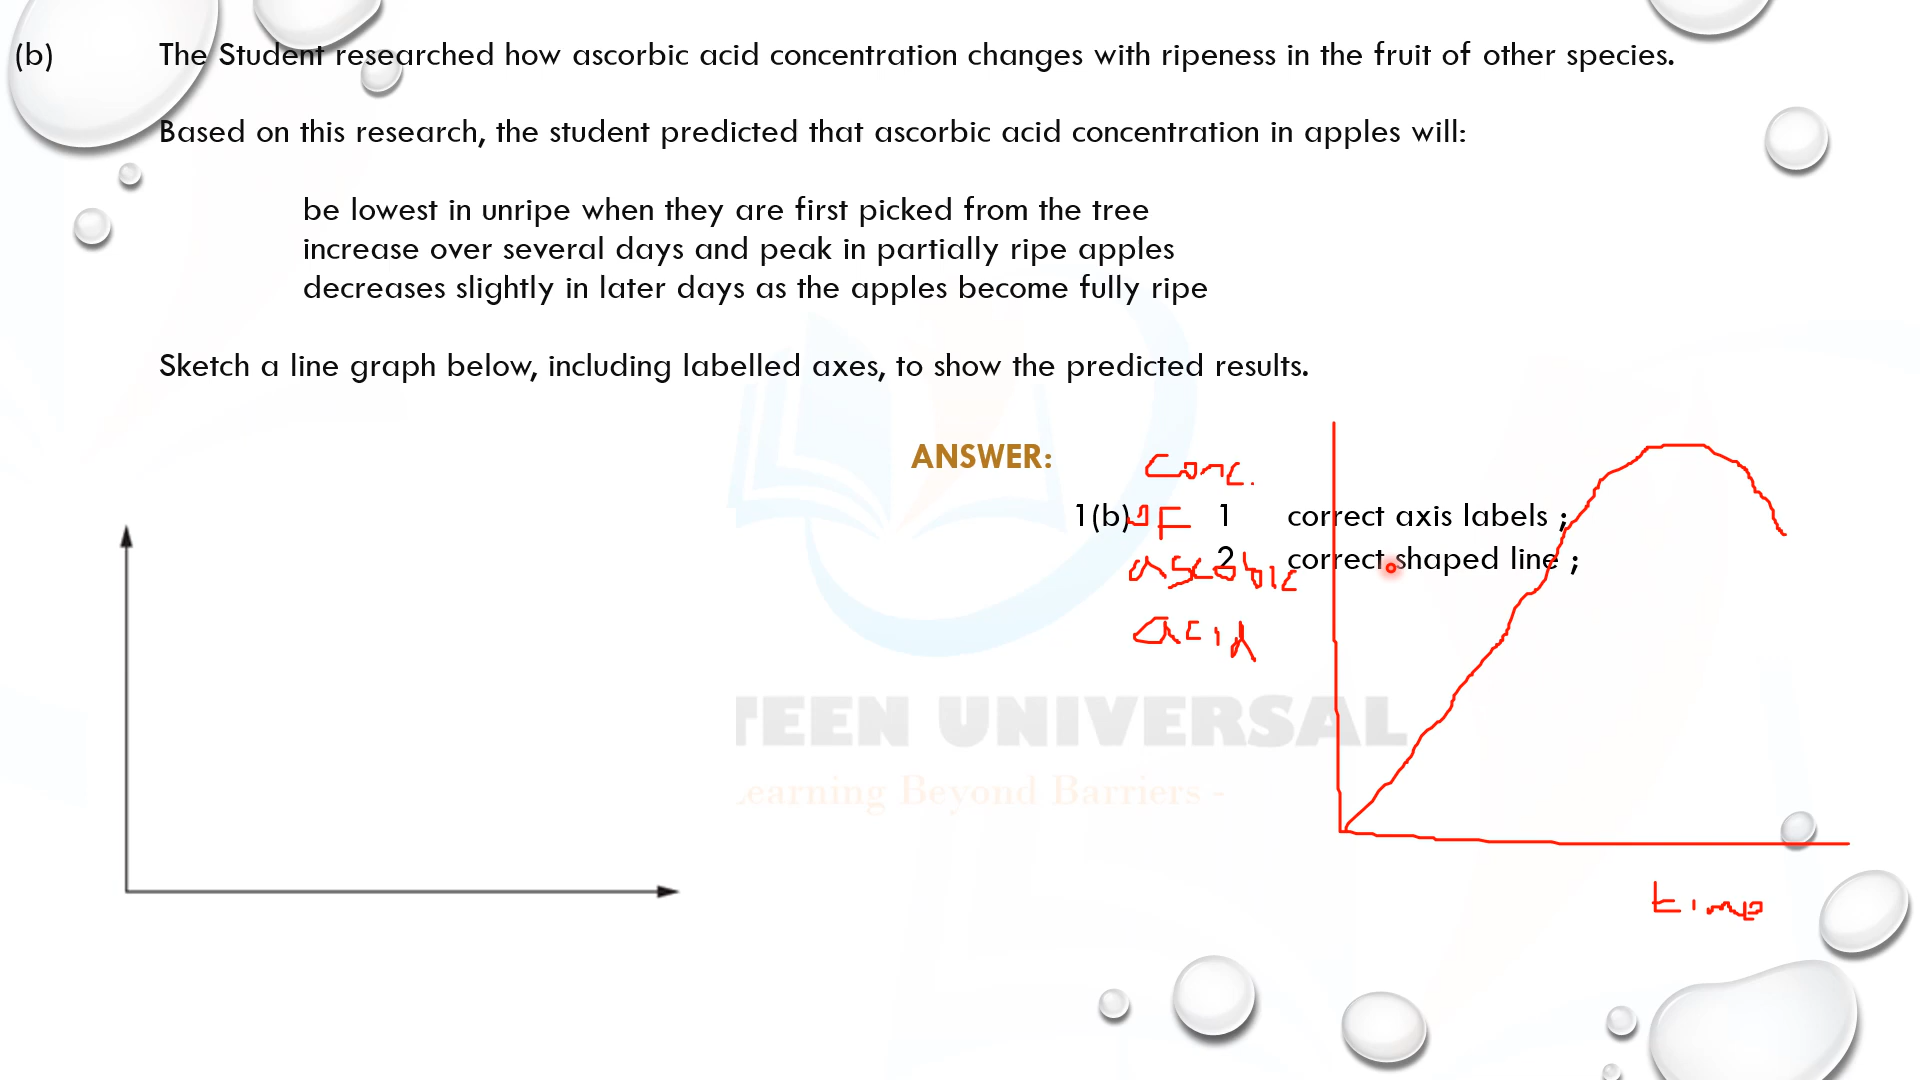 (b) The Student researched how ascorbic acid concentration changes with ripeness in the fruit of other species.
Based on this research, the student predicted that ascorbic acid concentration in apples will:
be lowest in unripe when they are first picked from the tree
increase over several days and peak in partially ripe apples
decreases slightly in later days as the apples become fully ripe
Sketch a line graph below, including labelled axes, to show the predicted results.
ANSWER:
1(b) 1 correct axis labels ;
2 correct shaped line ;
conc.
of
ascobic
acid
time
TEEN UNIVERSAL
Learning Beyond Barriers -